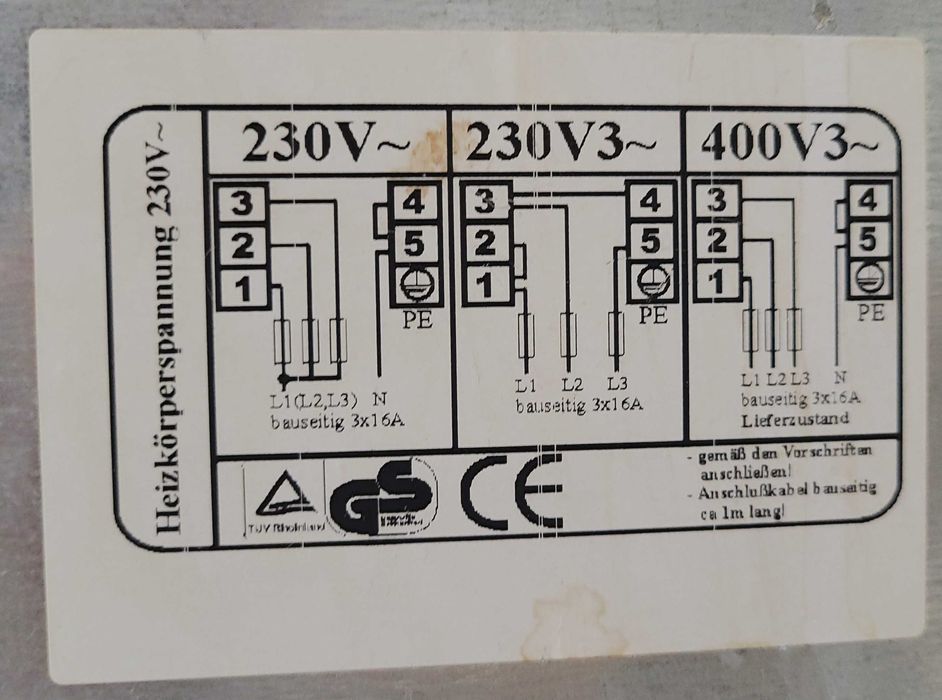 Heizkörperspannung 230V~
230V~
3
2
1
4
5
PE
L1(L2,L3) N
bauseitig 3x16A
230V3~
3
2
1
4
5
PE
L1 L2 L3
bauseitig 3x16A
400V3~
3
2
1
4
5
PE
L1 L2 L3 N
bauseitig 3x16A
Lieferzustand
TÜV Rheinland
GS
CE
- gemäß den Vorschriften
anschließen!
- Anschlußkabel bauseitig
ca 1m lang!